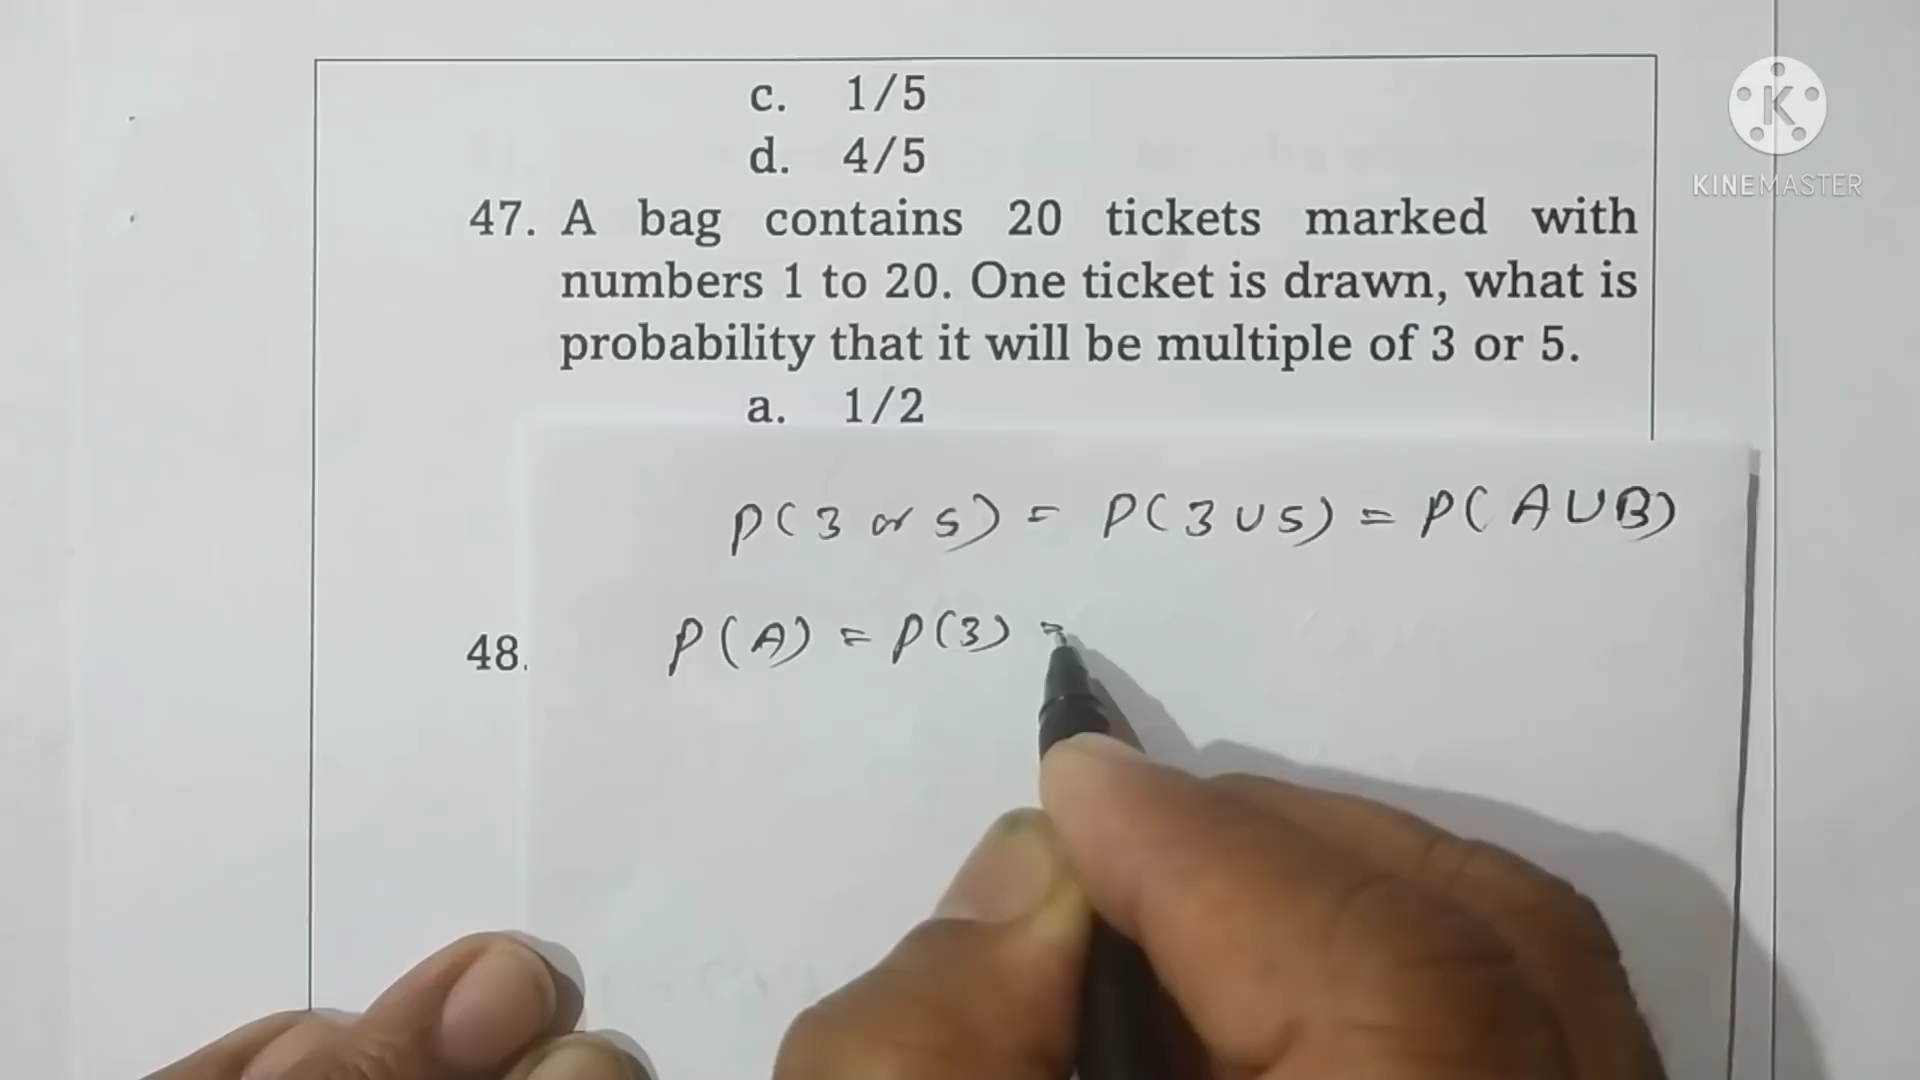 c. 1/5
d. 4/5
KINEMASTER
47. A bag contains 20 tickets marked with
numbers 1 to 20. One ticket is drawn, what is
probability that it will be multiple of 3 or 5.
a. 1/2
P(3 or 5) = P(3 ∪ 5) = P(A∪B)
48. P(A) = P(3) =